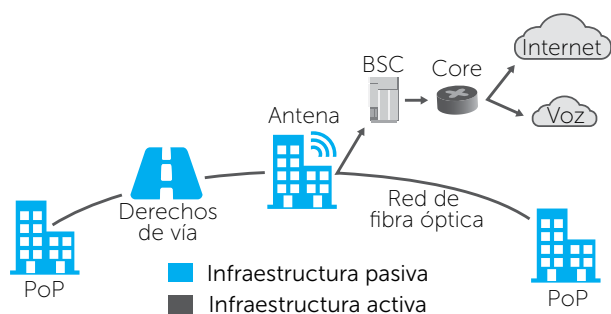 Internet
BSC
Core
Voz
Antena
Derechos
de vía
Red de
fibra óptica
PoP
PoP
Infraestructura pasiva
Infraestructura activa